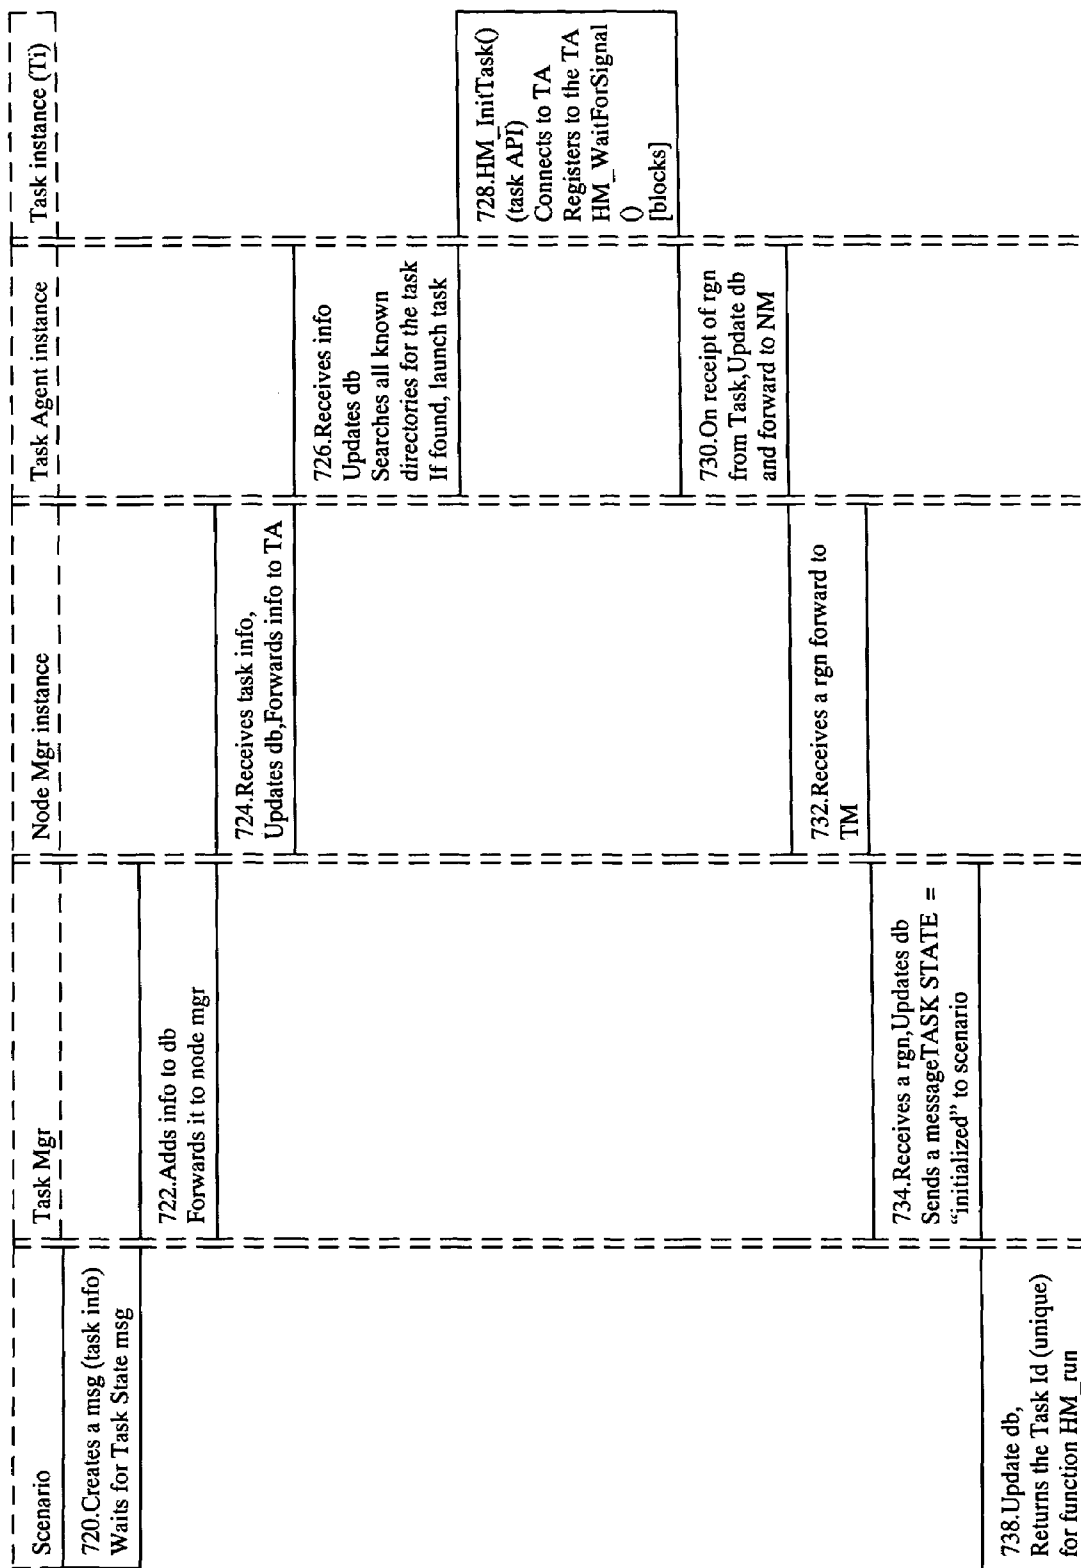 Scenario
Task Mgr
Node Mgr instance
Task Agent instance
Task instance (Ti)
720.Creates a msg (task info)
Waits for Task State msg
722.Adds info to db
Forwards it to node mgr
724.Receives task info,
Updates db,Forwards info to TA
726.Receives info
Updates db
Searches all known
directories for the task
If found, launch task
728.HM_InitTask()
(task API)
Connects to TA
Registers to the TA
HM_WaitForSignal
()
[blocks]
730.On receipt of rgn
from Task,Update db
and forward to NM
732.Receives a rgn forward to
TM
734.Receives a rgn,Updates db
Sends a messageTASK STATE =
“initialized” to scenario
738.Update db,
Returns the Task Id (unique)
for function HM_run